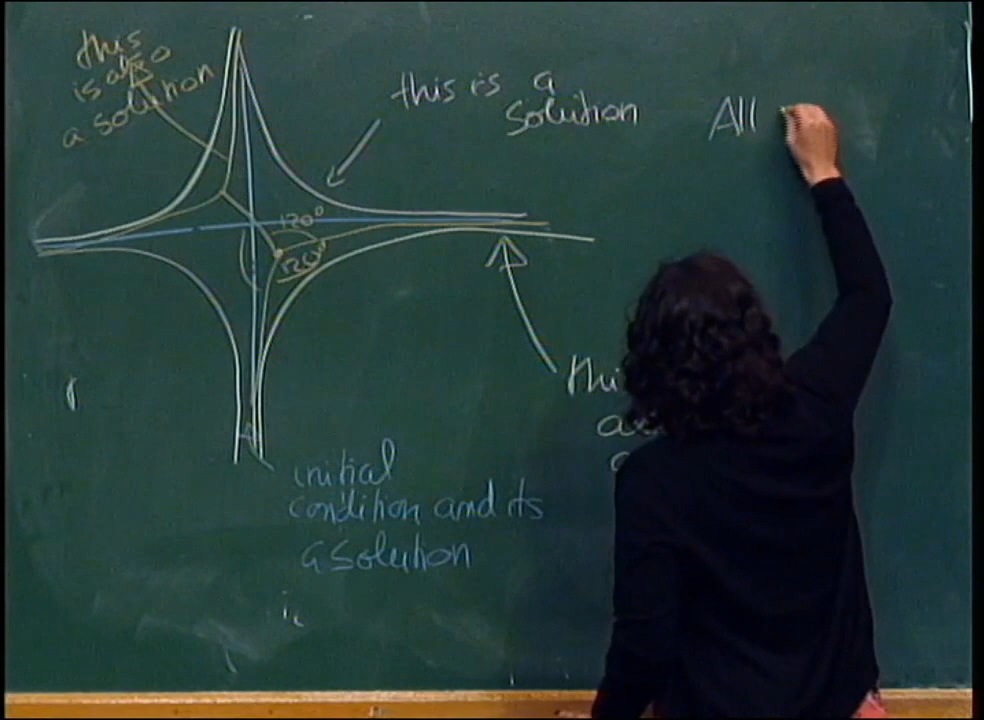 this
is also
a solution
this is a
solution
All
120°
120°
initial
condition and its
a solution